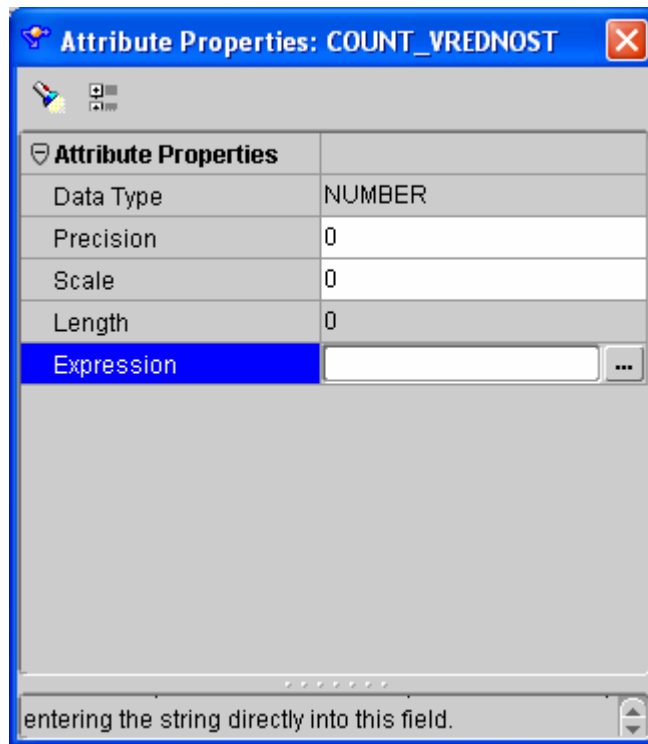 Attribute Properties: COUNT_VREDNOST
Attribute Properties
Data Type NUMBER
Precision 0
Scale 0
Length 0
Expression ...
entering the string directly into this field.